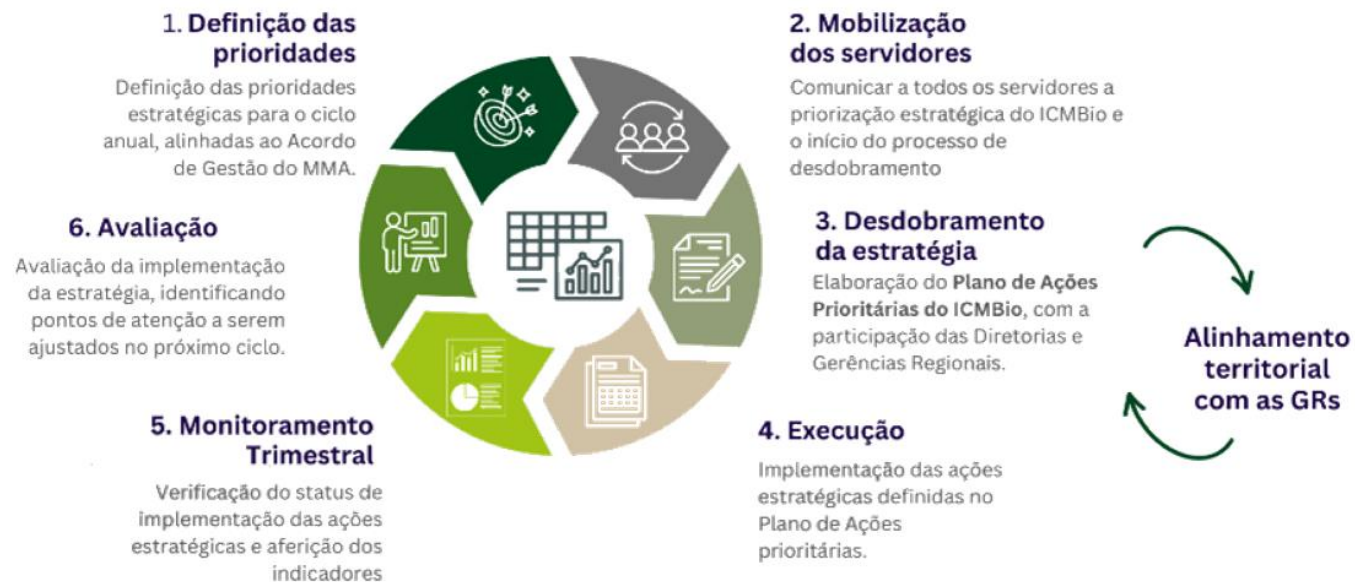 1. Definição das
prioridades
Definição das prioridades
estratégicas para o ciclo
anual, alinhadas ao Acordo
de Gestão do MMA.
2. Mobilização
dos servidores
Comunicar a todos os servidores a
priorização estratégica do ICMBio e
o início do processo de
desdobramento
3. Desdobramento
da estratégia
Elaboração do Plano de Ações
Prioritárias do ICMBio, com a
participação das Diretorias e
Gerências Regionais.
Alinhamento
territorial
com as GRs
4. Execução
Implementação das ações
estratégicas definidas no
Plano de Ações
prioritárias.
5. Monitoramento
Trimestral
Verificação do status de
implementação das ações
estratégicas e aferição dos
indicadores
6. Avaliação
Avaliação da implementação
da estratégia, identificando
pontos de atenção a serem
ajustados no próximo ciclo.